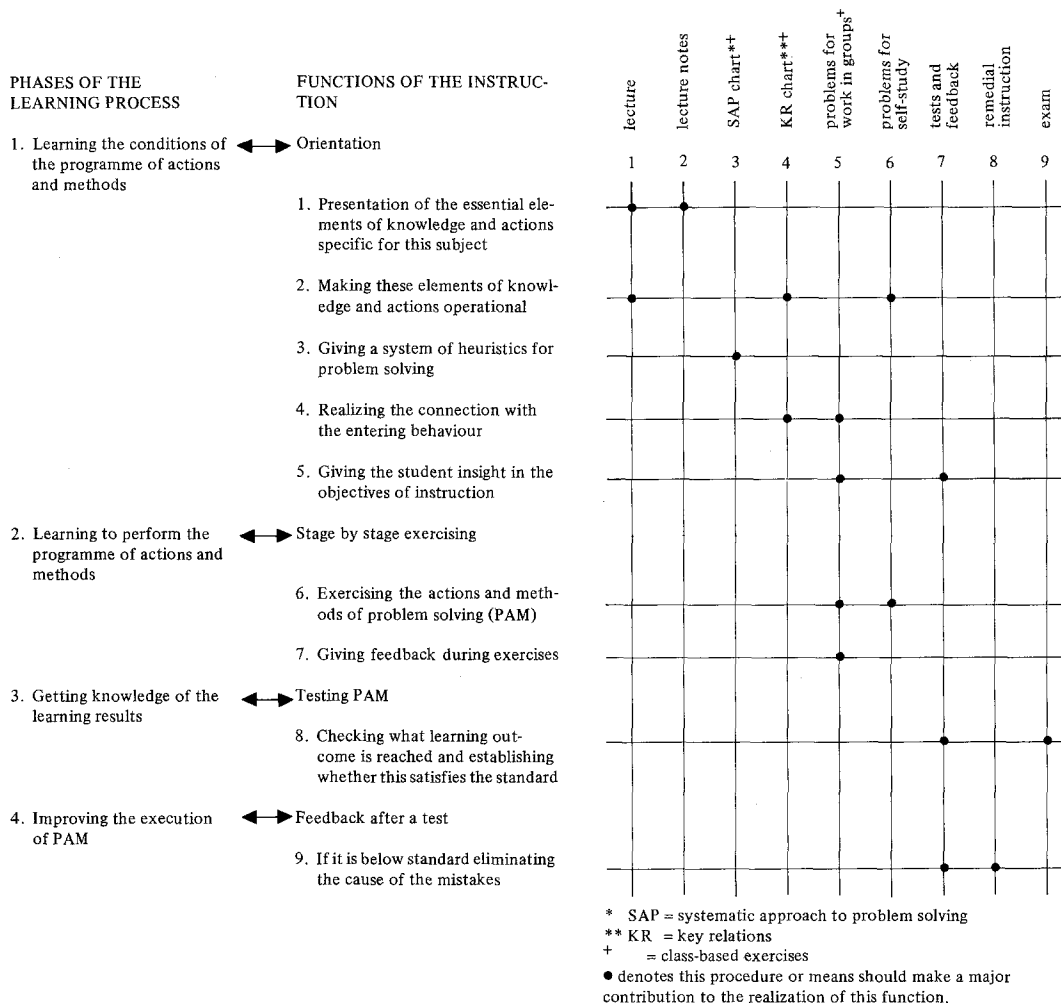 PHASES OF THE
LEARNING PROCESS
FUNCTIONS OF THE INSTRUC-
TION
lecture
lecture notes
SAP chart*+
KR chart**+
problems for
work in groups+
problems for
self-study
tests and
feedback
remedial
instruction
exam
1 2 3 4 5 6 7 8 9
1. Learning the conditions of
the programme of actions
and methods
Orientation
1. Presentation of the essential ele-
ments of knowledge and actions
specific for this subject
2. Making these elements of knowl-
edge and actions operational
3. Giving a system of heuristics for
problem solving
4. Realizing the connection with
the entering behaviour
5. Giving the student insight in the
objectives of instruction
2. Learning to perform the
programme of actions and
methods
Stage by stage exercising
6. Exercising the actions and meth-
ods of problem solving (PAM)
7. Giving feedback during exercises
3. Getting knowledge of the
learning results
Testing PAM
8. Checking what learning out-
come is reached and establishing
whether this satisfies the standard
4. Improving the execution
of PAM
Feedback after a test
9. If it is below standard eliminating
the cause of the mistakes
* SAP = systematic approach to problem solving
** KR = key relations
+ = class-based exercises
● denotes this procedure or means should make a major
contribution to the realization of this function.